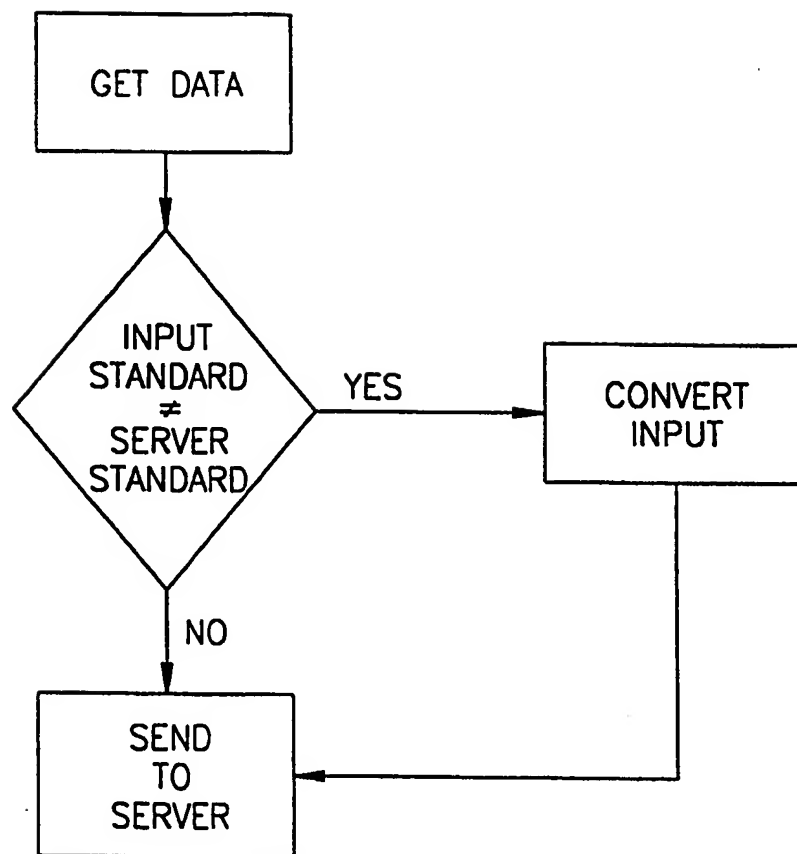 GET DATA
INPUT
STANDARD
≠
SERVER
STANDARD
YES
CONVERT
INPUT
NO
SEND
TO
SERVER